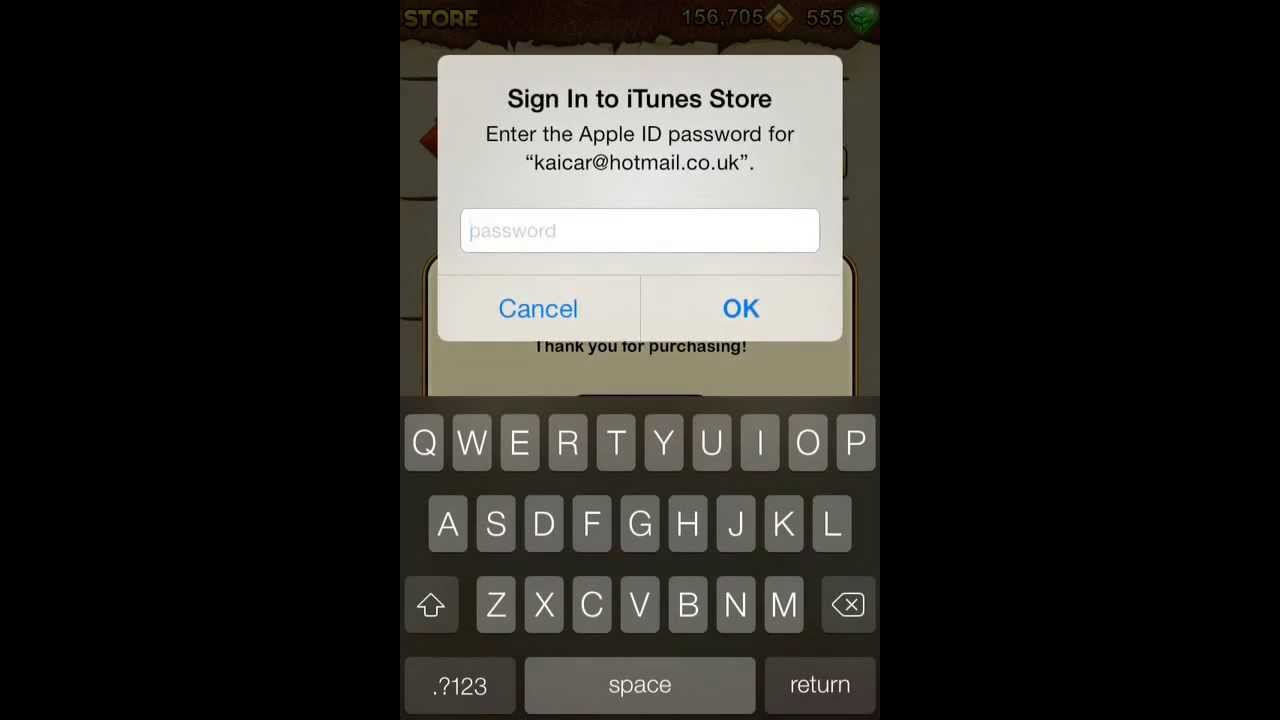 STORE 156,705 555
Sign In to iTunes Store
Enter the Apple ID password for
“kaicar@hotmail.co.uk”.
password
Cancel OK
Thank you for purchasing!
Q W E R T Y U I O P
A S D F G H J K L
Z X C V B N M
.?123 space return